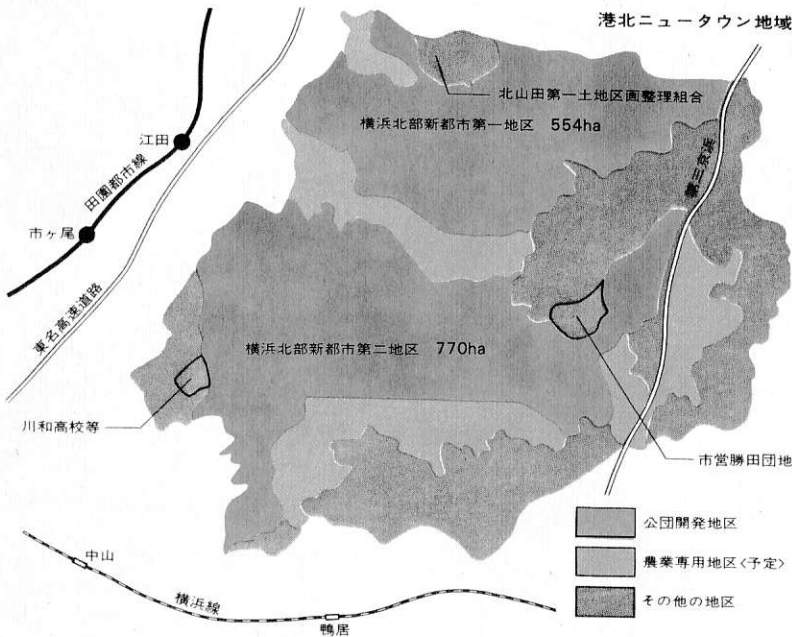 港北ニュータウン地域
北山田第一土地区画整理組合
横浜北部新都市第一地区 554ha
第三京浜
江田
田園都市線
市ヶ尾
東名高速道路
横浜北部新都市第二地区 770ha
川和高校等
市営勝田団地
公団開発地区
農業専用地区<予定>
その他の地区
中山
横浜線
鴨居